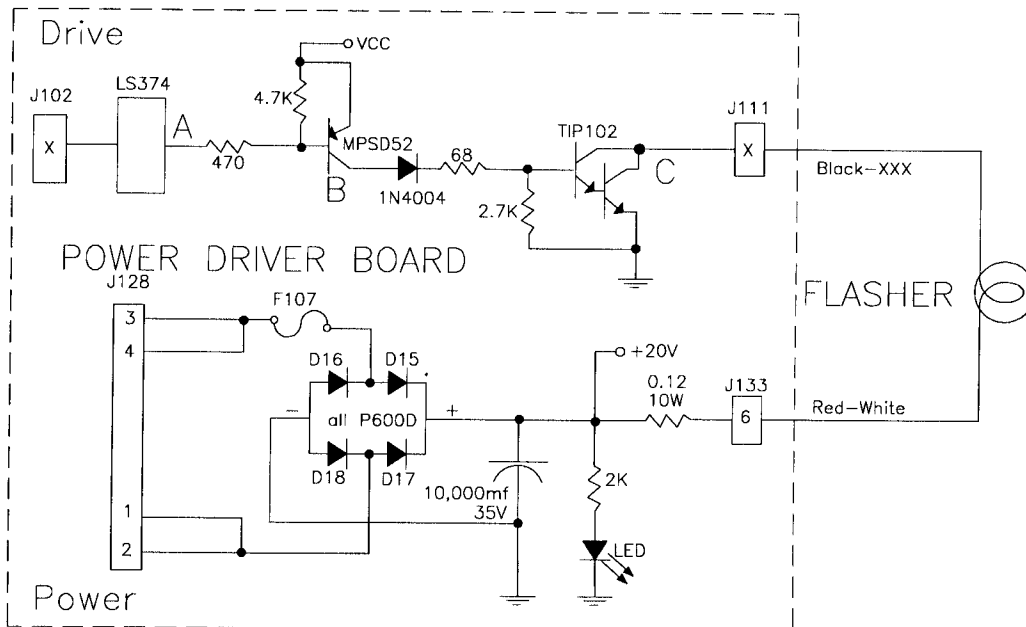 Drive
VCC
LS374
J102
4.7K
X
A
470
MPSD52
B
1N4004
68
TIP102
2.7K
C
J111
X
Black-XXX
POWER DRIVER BOARD
FLASHER
J128
3
4
1
2
F107
D16
D15
- all P600D +
D18
D17
10,000mf
35V
+20V
0.12
10W
J133
6
Red-White
2K
LED
Power